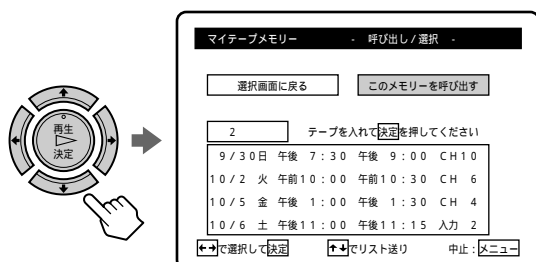 マイテープメモリー - 呼び出し/選択 -
選択画面に戻る このメモリーを呼び出す
再生
決定
2 テープを入れて決定を押してください
9/30日 午後 7:30 午後 9:00 CH10
10/2 火 午前10:00 午前10:30 CH 6
10/5 金 午後 1:00 午後 1:30 CH 4
10/6 土 午後11:00 午後11:15 入力 2
←→で選択して決定 ↑↓でリスト送り 中止:メニュー